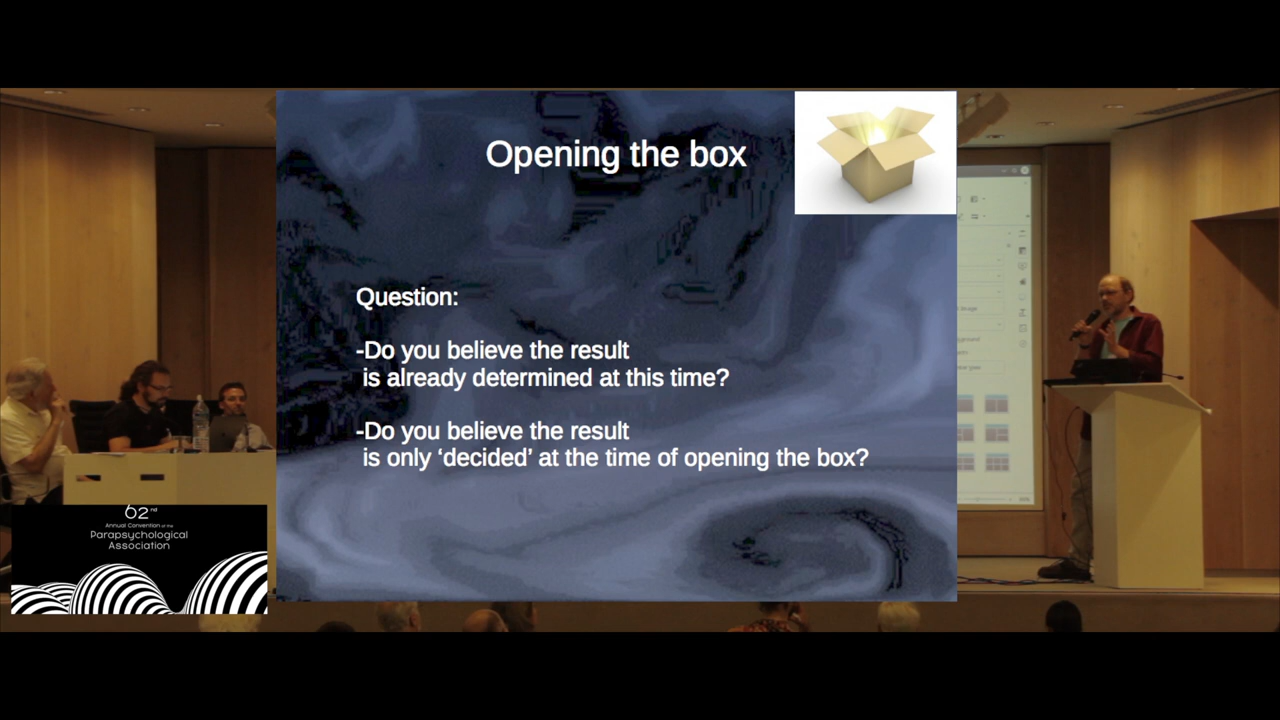 Opening the box
Question:
-Do you believe the result
is already determined at this time?
-Do you believe the result
is only ‘decided’ at the time of opening the box?
62nd
Annual Convention of the
Parapsychological
Association